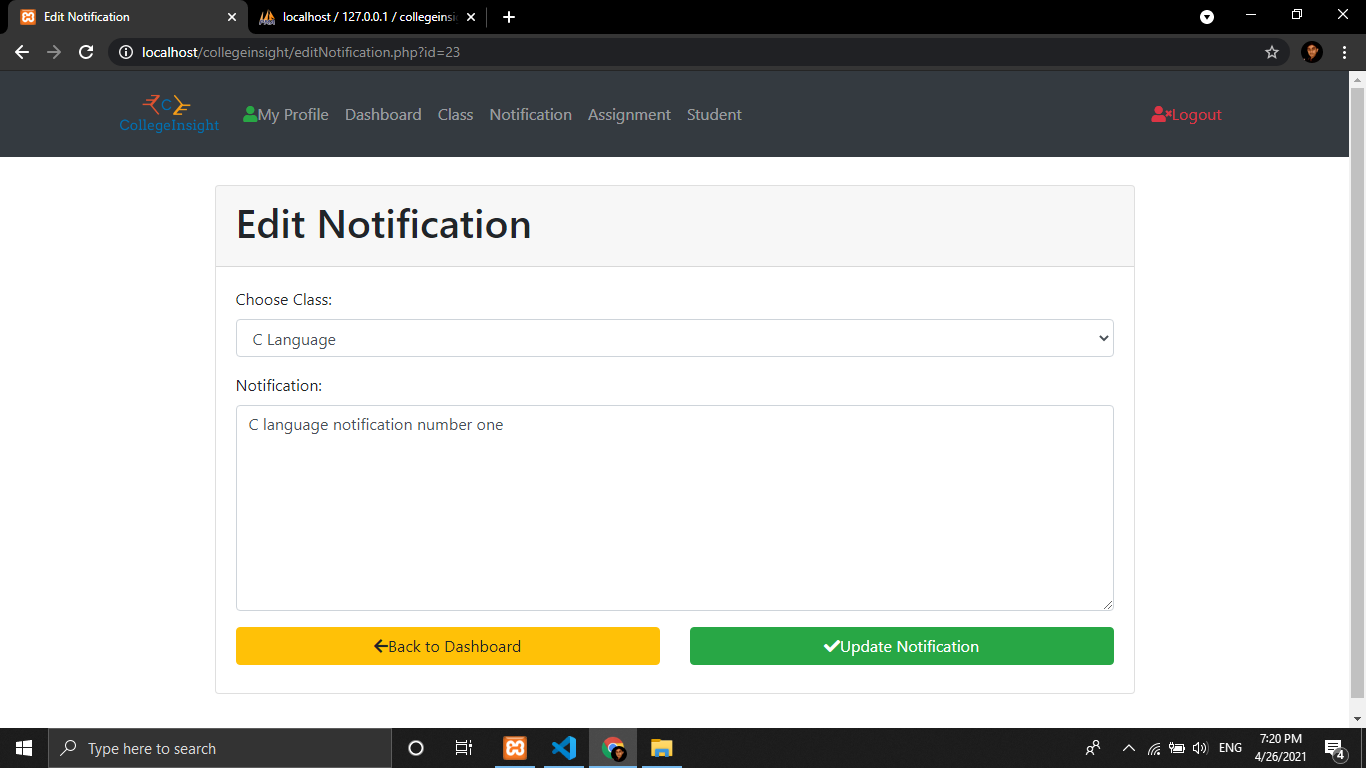 Edit Notification
localhost / 127.0.0.1 / collegeinsi
localhost/collegeinsight/editNotification.php?id=23
C
CollegeInsight
My Profile Dashboard Class Notification Assignment Student Logout
Edit Notification
Choose Class:
C Language
Notification:
C language notification number one
Back to Dashboard
Update Notification
Type here to search
ENG
7:20 PM
4/26/2021
4